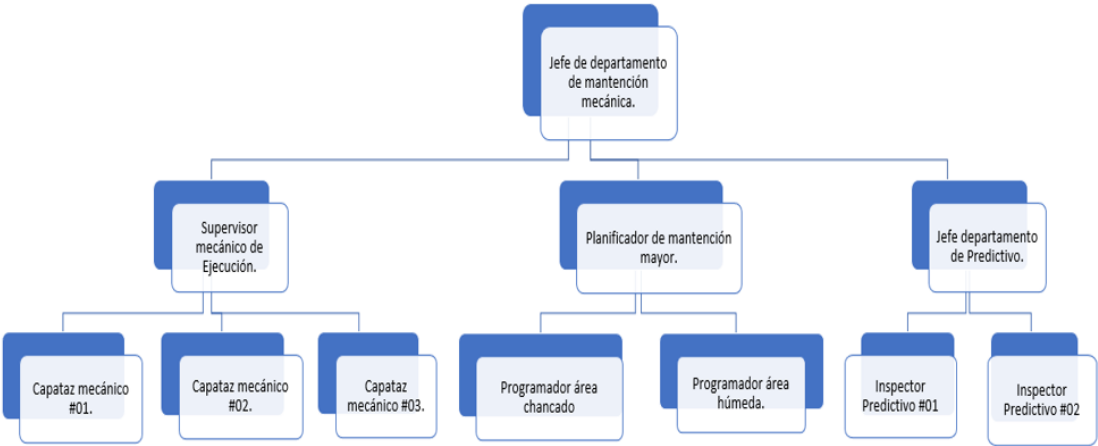 Jefe de departamento
de mantención
mecánica.
Supervisor
mecánico de
Ejecución.
Planificador de mantención
mayor.
Jefe departamento
de Predictivo.
Capataz mecánico
#01.
Capataz mecánico
#02.
Capataz
mecánico #03.
Programador área
chancado
Programador área
húmeda.
Inspector
Predictivo #01
Inspector
Predictivo #02